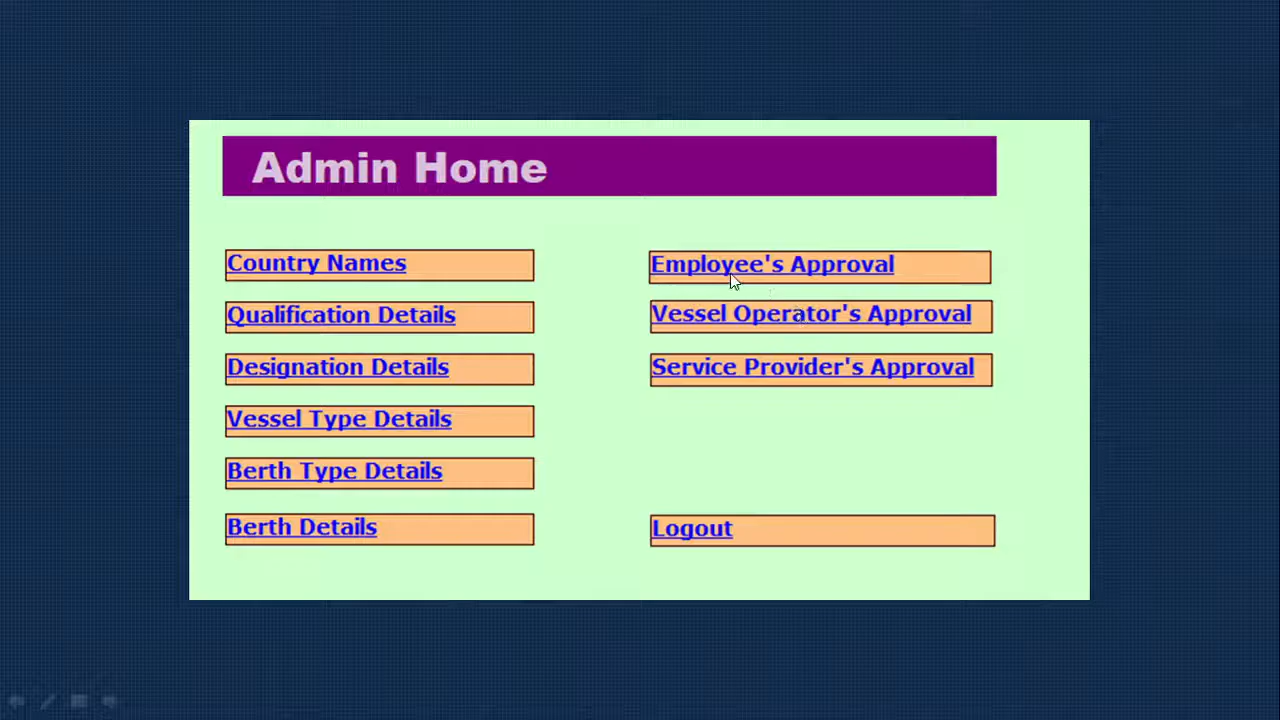 Admin Home
Country Names
Qualification Details
Designation Details
Vessel Type Details
Berth Type Details
Berth Details
Employee's Approval
Vessel Operator's Approval
Service Provider's Approval
Logout